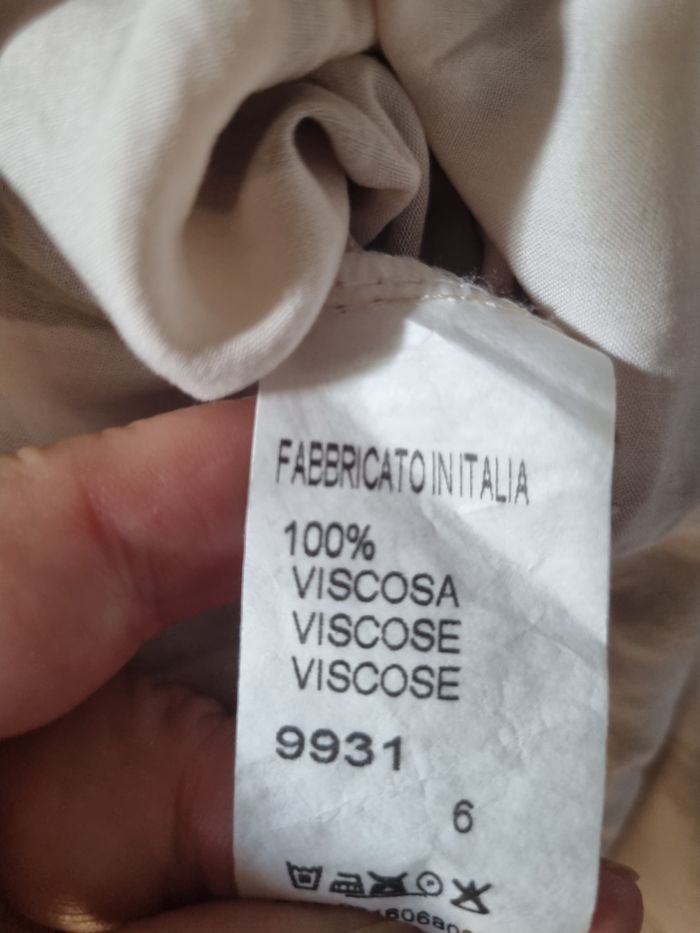 FABBRICATO IN ITALIA
100%
VISCOSA
VISCOSE
VISCOSE
9931
6